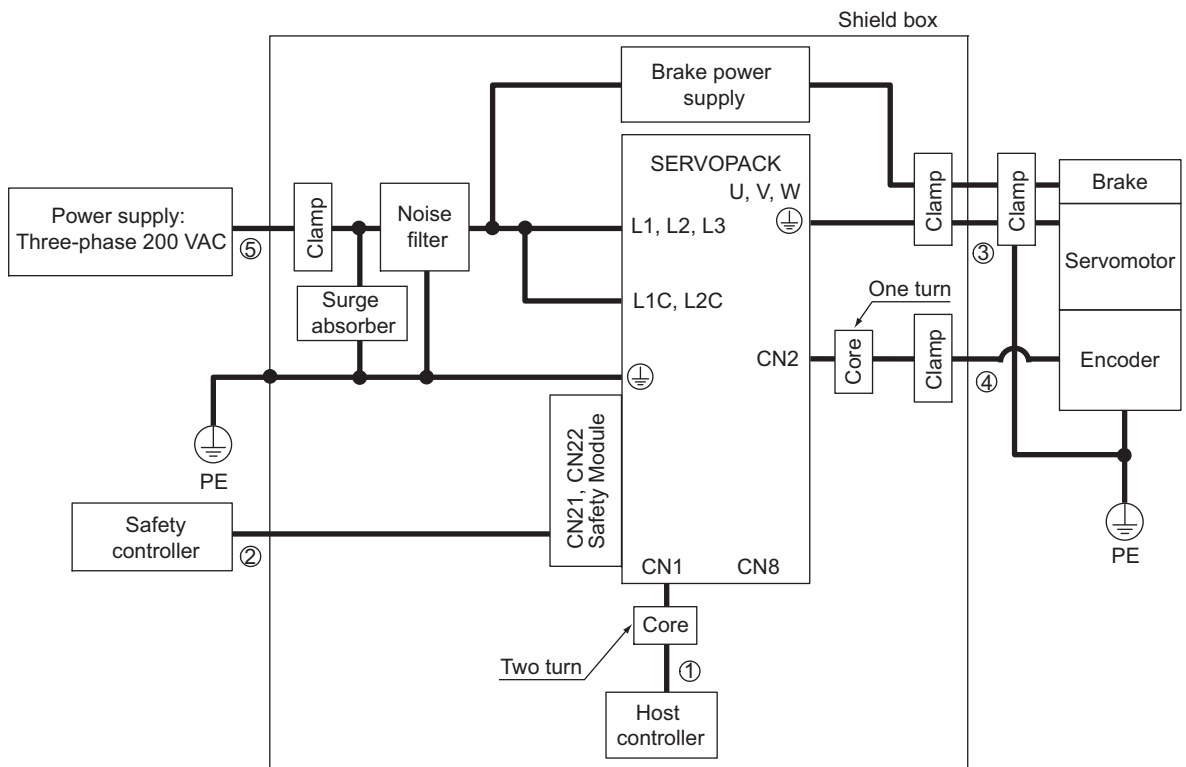 Shield box
Brake power
supply
SERVOPACK
U, V, W
Clamp
Clamp
Brake
Power supply:
Three-phase 200 VAC
⑤
Clamp
Noise
filter
L1, L2, L3
③
Servomotor
Surge
absorber
L1C, L2C
One turn
CN2
Core
Clamp
④
Encoder
PE
CN21, CN22
Safety Module
Safety
controller
②
PE
CN1
CN8
Core
Two turn
①
Host
controller